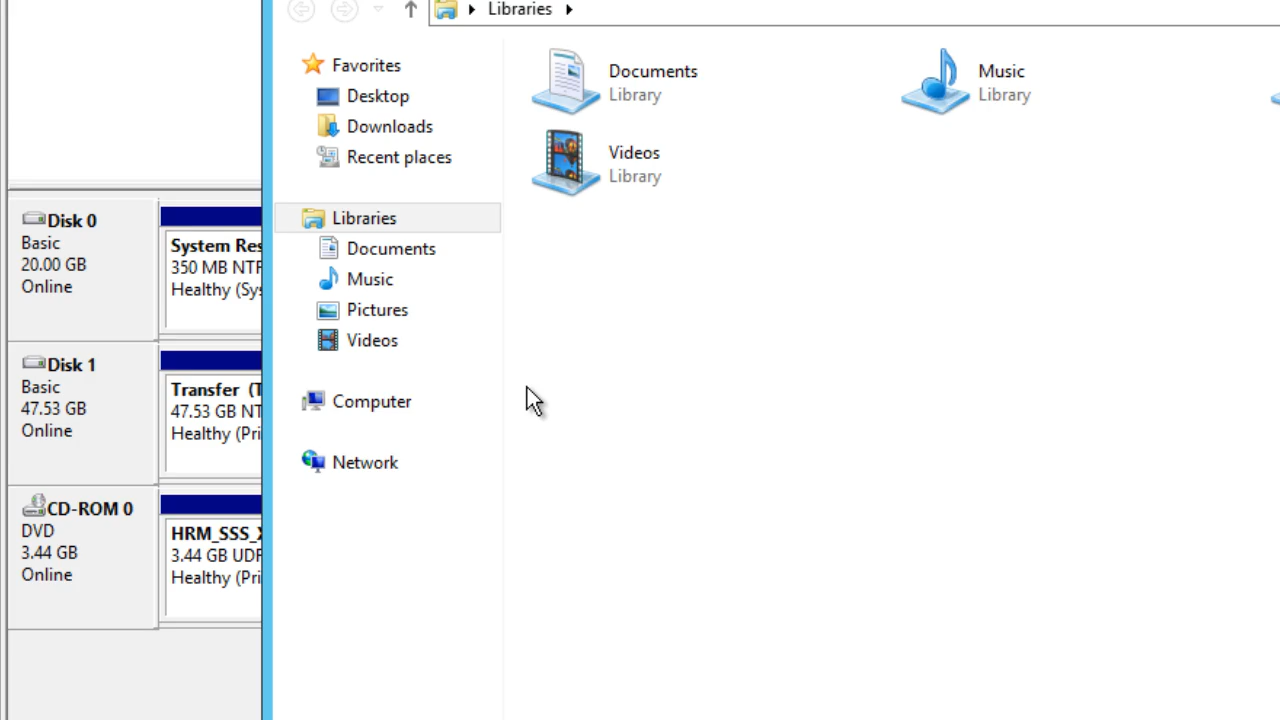 Libraries
Favorites
Desktop
Downloads
Recent places
Libraries
Documents
Music
Pictures
Videos
Computer
Network
Documents
Library
Music
Library
Videos
Library
Disk 0
Basic
20.00 GB
Online
System Res
350 MB NTF
Healthy (Sys
Disk 1
Basic
47.53 GB
Online
Transfer (T
47.53 GB NT
Healthy (Pri
CD-ROM 0
DVD
3.44 GB
Online
HRM_SSS_X
3.44 GB UDF
Healthy (Pri